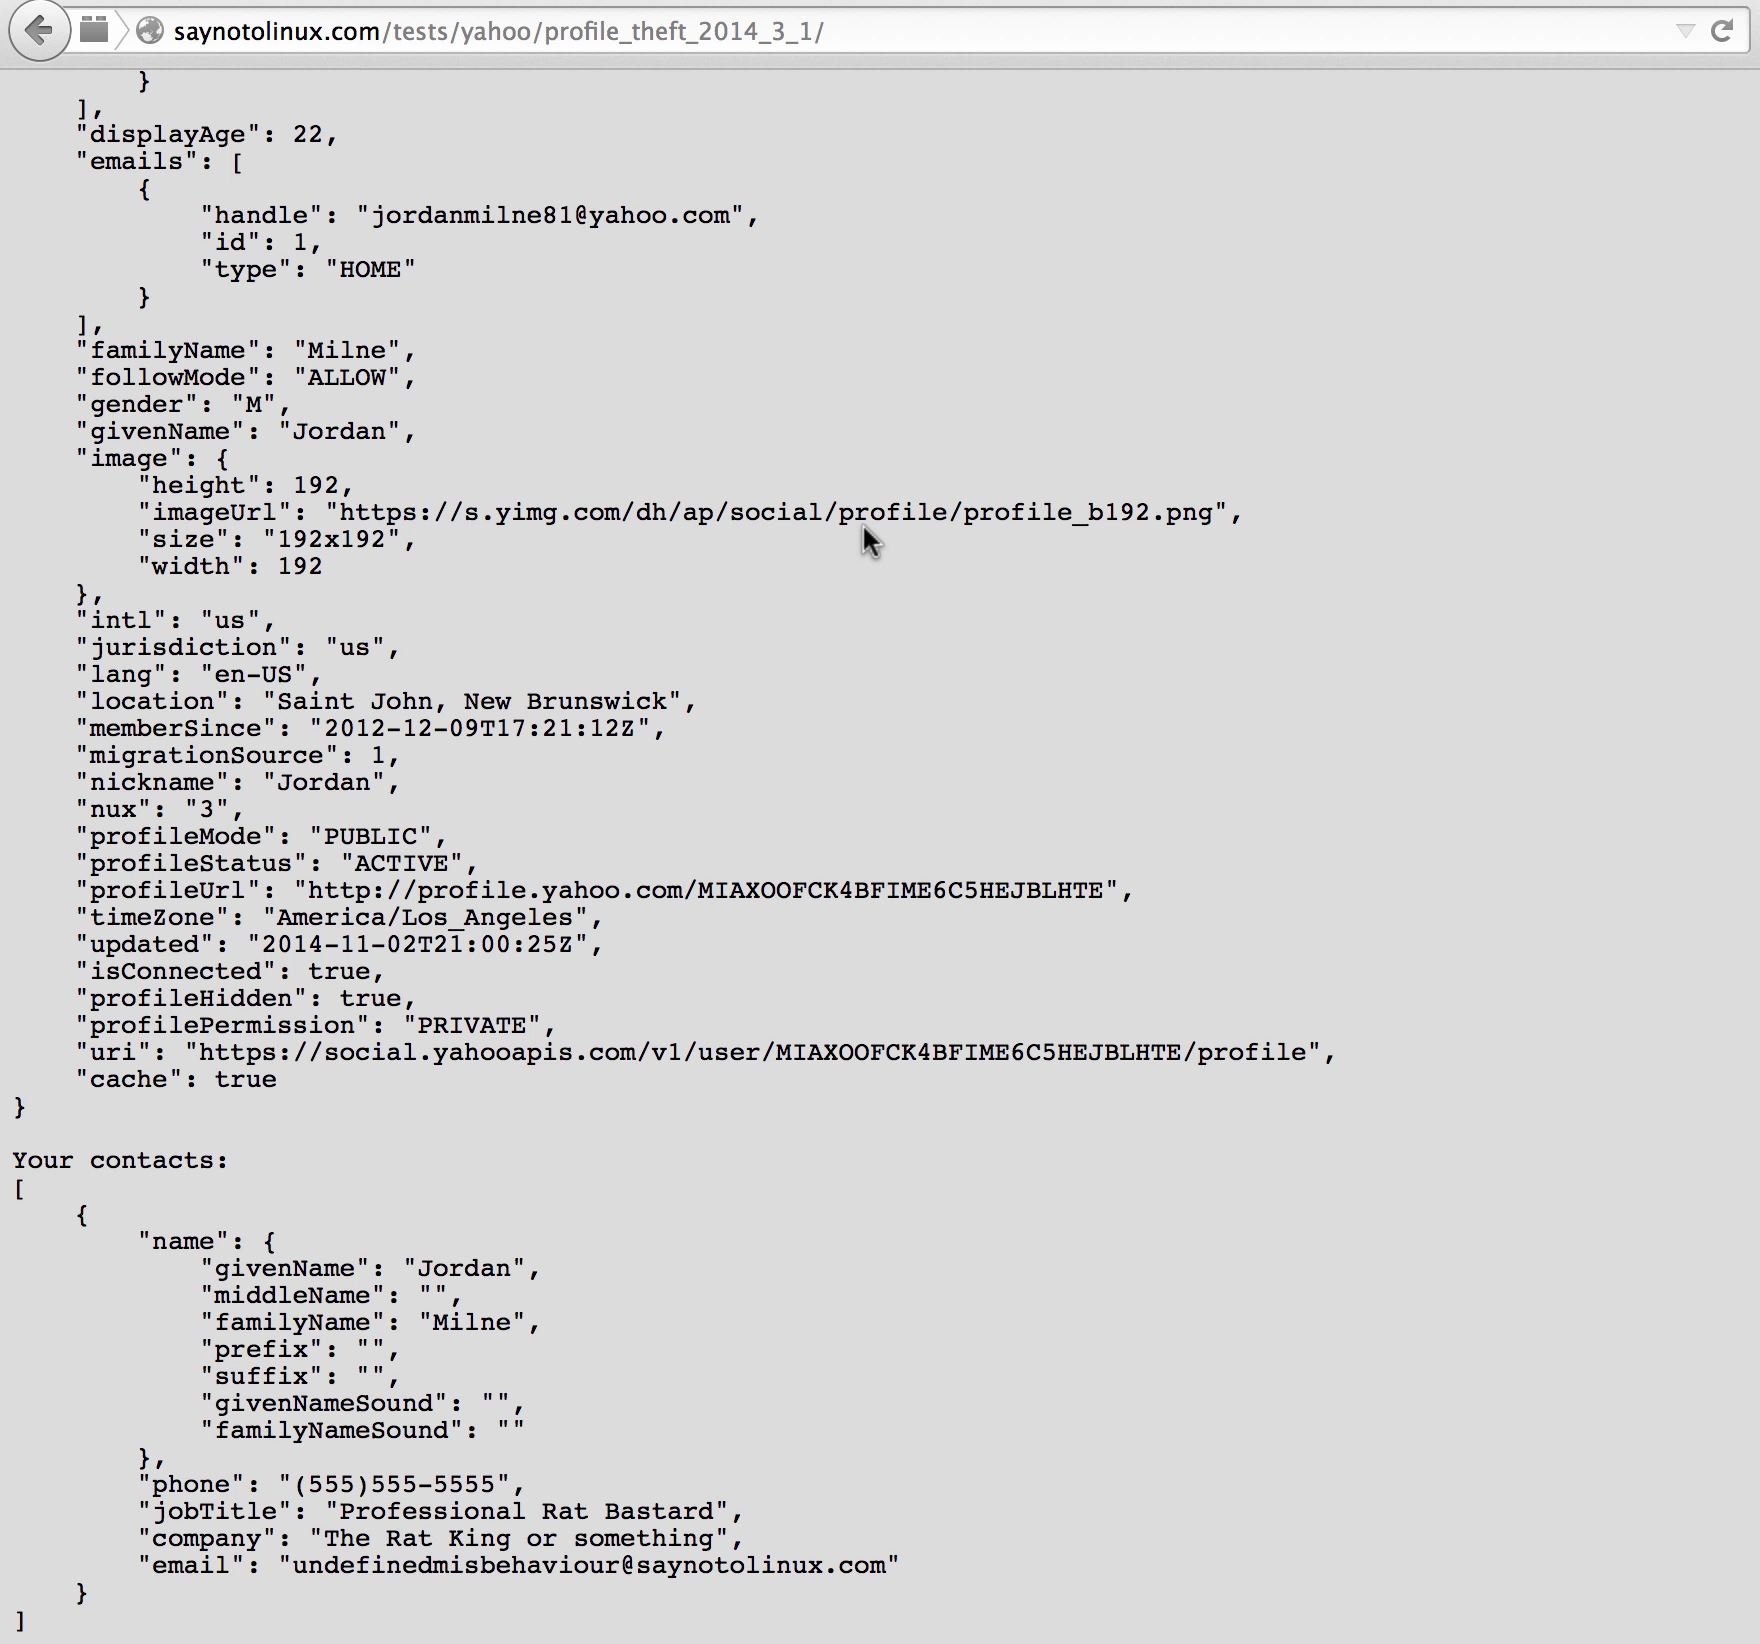 saynotolinux.com/tests/yahoo/profile_theft_2014_3_1/
}
],
"displayAge": 22,
"emails": [
{
"handle": "jordanmilne81@yahoo.com",
"id": 1,
"type": "HOME"
}
],
"familyName": "Milne",
"followMode": "ALLOW",
"gender": "M",
"givenName": "Jordan",
"image": {
"height": 192,
"imageUrl": "https://s.yimg.com/dh/ap/social/profile/profile_b192.png",
"size": "192x192",
"width": 192
},
"intl": "us",
"jurisdiction": "us",
"lang": "en-US",
"location": "Saint John, New Brunswick",
"memberSince": "2012-12-09T17:21:12Z",
"migrationSource": 1,
"nickname": "Jordan",
"nux": "3",
"profileMode": "PUBLIC",
"profileStatus": "ACTIVE",
"profileUrl": "http://profile.yahoo.com/MIAXOOFCK4BFIME6C5HEJBLHTE",
"timeZone": "America/Los_Angeles",
"updated": "2014-11-02T21:00:25Z",
"isConnected": true,
"profileHidden": true,
"profilePermission": "PRIVATE",
"uri": "https://social.yahooapis.com/v1/user/MIAXOOFCK4BFIME6C5HEJBLHTE/profile",
"cache": true
}
Your contacts:
[
{
"name": {
"givenName": "Jordan",
"middleName": "",
"familyName": "Milne",
"prefix": "",
"suffix": "",
"givenNameSound": "",
"familyNameSound": ""
},
"phone": "(555)555-5555",
"jobTitle": "Professional Rat Bastard",
"company": "The Rat King or something",
"email": "undefinedmisbehaviour@saynotolinux.com"
}
]